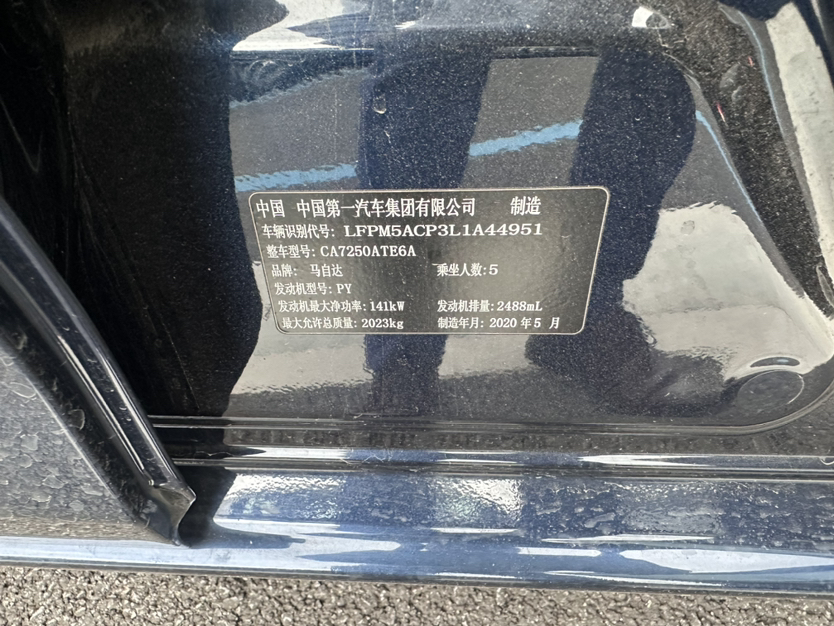 中国 中国第一汽车集团有限公司 制造
车辆识别代号: LFPM5ACP3L1A44951
整车型号: CA7250ATE6A
品牌: 马自达 乘坐人数: 5
发动机型号: PY
发动机最大净功率: 141kW 发动机排量: 2488mL
最大允许总质量: 2023kg 制造年月: 2020 年 5 月